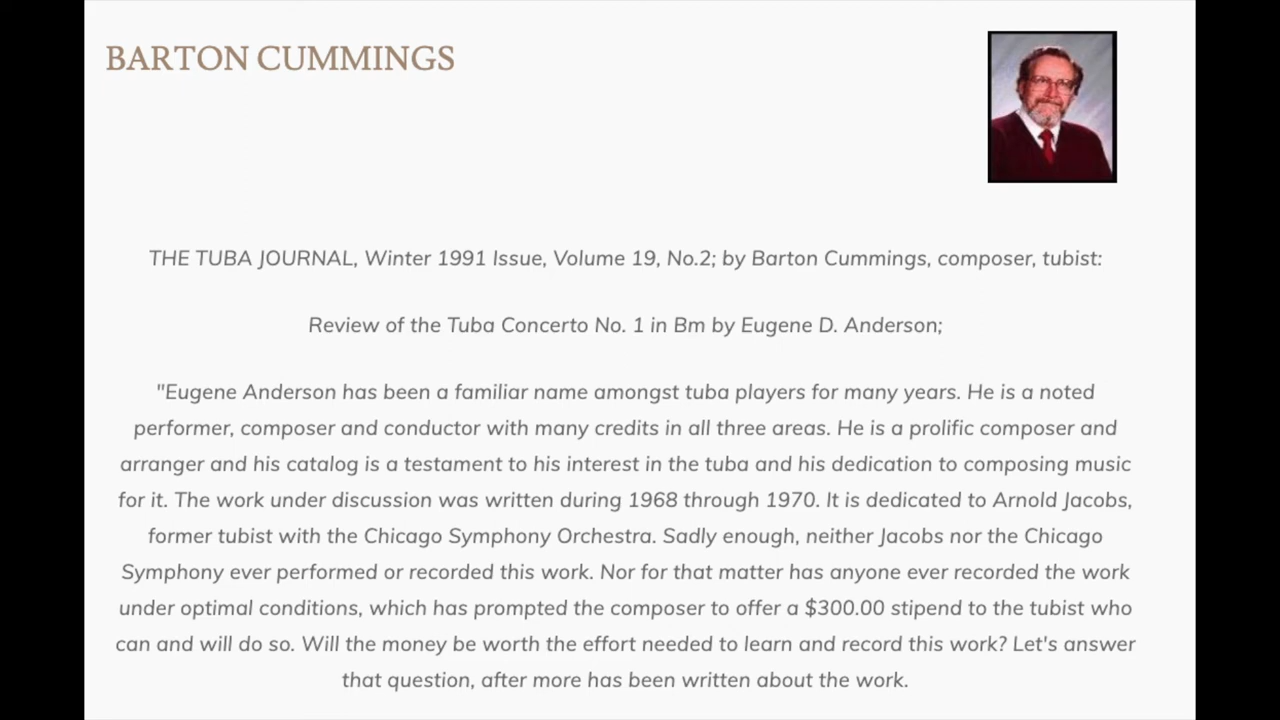 BARTON CUMMINGS
THE TUBA JOURNAL, Winter 1991 Issue, Volume 19, No.2; by Barton Cummings, composer, tubist:
Review of the Tuba Concerto No. 1 in Bm by Eugene D. Anderson;
"Eugene Anderson has been a familiar name amongst tuba players for many years. He is a noted
performer, composer and conductor with many credits in all three areas. He is a prolific composer and
arranger and his catalog is a testament to his interest in the tuba and his dedication to composing music
for it. The work under discussion was written during 1968 through 1970. It is dedicated to Arnold Jacobs,
former tubist with the Chicago Symphony Orchestra. Sadly enough, neither Jacobs nor the Chicago
Symphony ever performed or recorded this work. Nor for that matter has anyone ever recorded the work
under optimal conditions, which has prompted the composer to offer a $300.00 stipend to the tubist who
can and will do so. Will the money be worth the effort needed to learn and record this work? Let's answer
that question, after more has been written about the work.